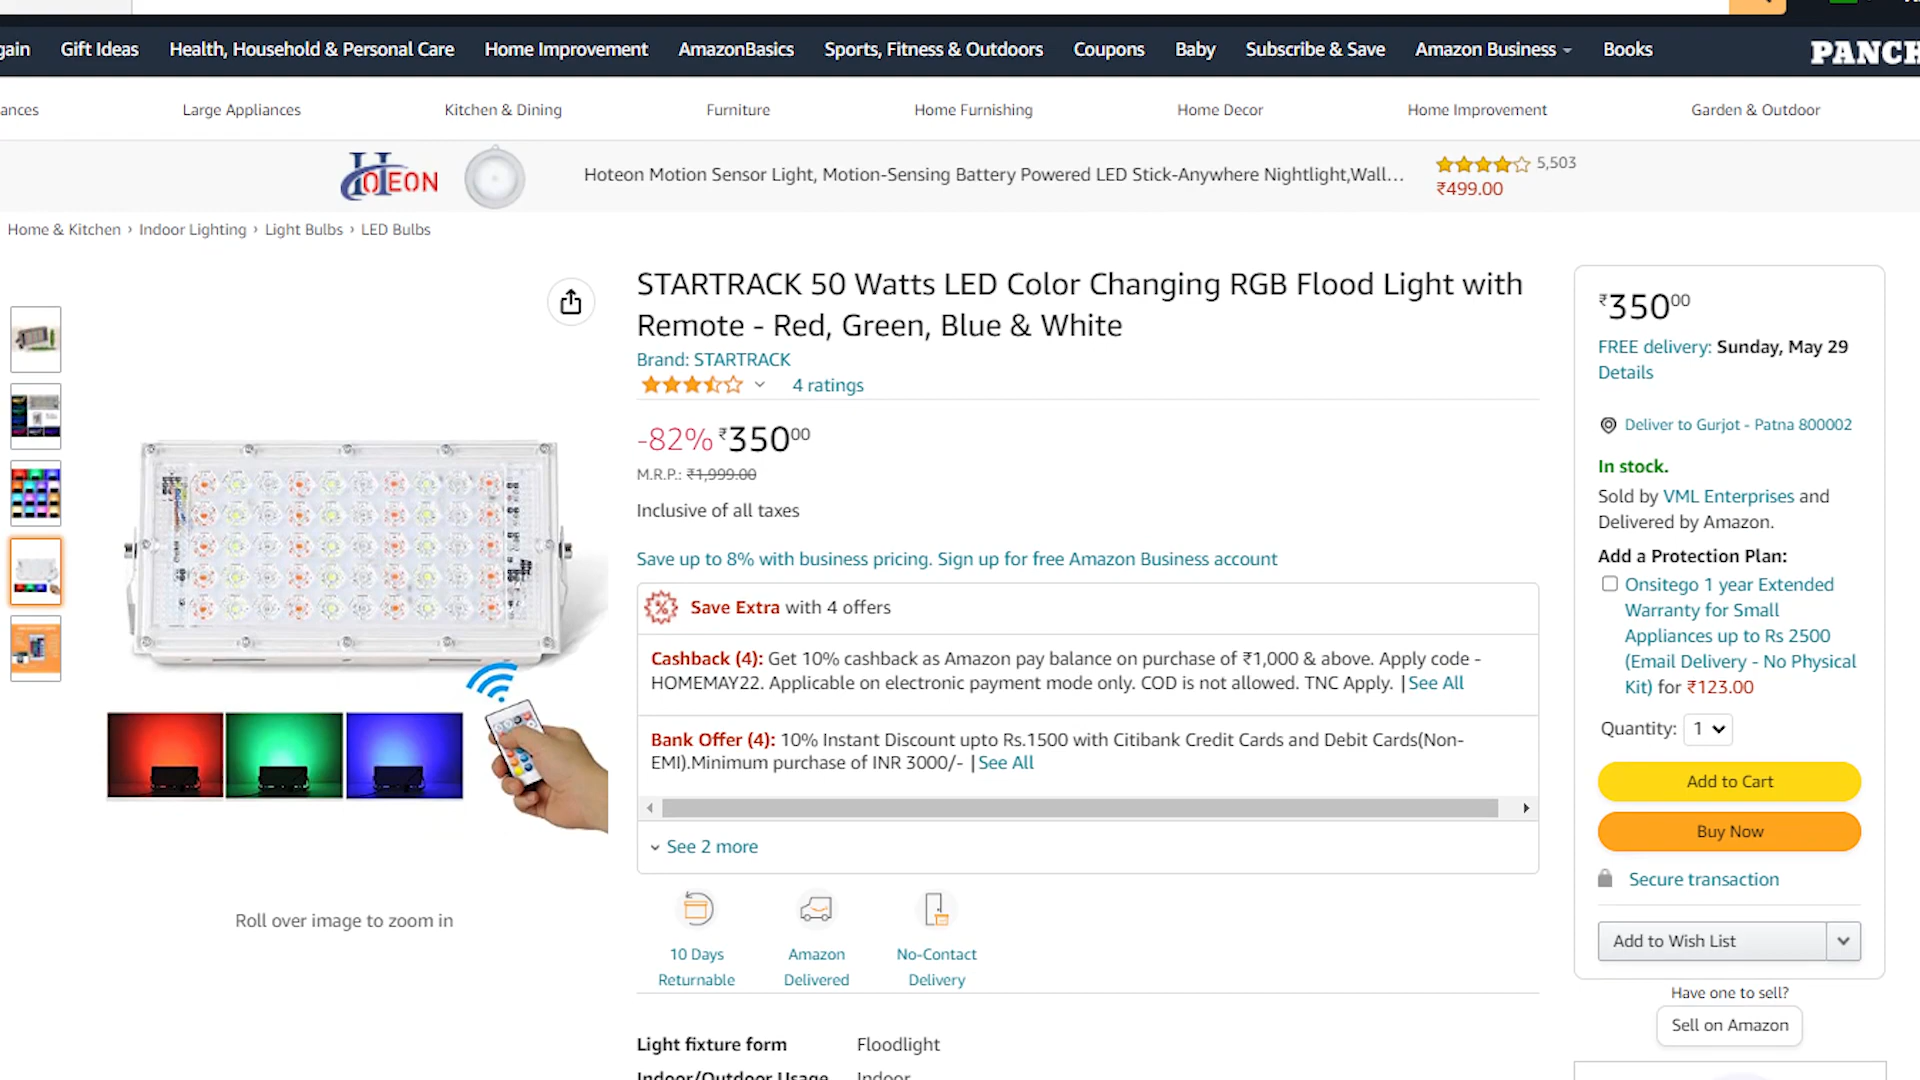 gain Gift Ideas Health, Household & Personal Care Home Improvement AmazonBasics Sports, Fitness & Outdoors Coupons Baby Subscribe & Save Amazon Business Books PANCH
ances Large Appliances Kitchen & Dining Furniture Home Furnishing Home Decor Home Improvement Garden & Outdoor
HOTEON Hoteon Motion Sensor Light, Motion-Sensing Battery Powered LED Stick-Anywhere Nightlight,Wall… 5,503
₹499.00
Home & Kitchen › Indoor Lighting › Light Bulbs › LED Bulbs
STARTRACK 50 Watts LED Color Changing RGB Flood Light with
Remote - Red, Green, Blue & White
Brand: STARTRACK
4 ratings
-82% ₹35000
M.R.P.: ₹1,999.00
Inclusive of all taxes
Save up to 8% with business pricing. Sign up for free Amazon Business account
Save Extra with 4 offers
Cashback (4): Get 10% cashback as Amazon pay balance on purchase of ₹1,000 & above. Apply code -
HOMEMAY22. Applicable on electronic payment mode only. COD is not allowed. TNC Apply. | See All
Bank Offer (4): 10% Instant Discount upto Rs.1500 with Citibank Credit Cards and Debit Cards(Non-
EMI).Minimum purchase of INR 3000/- | See All
See 2 more
10 Days
Returnable
Amazon
Delivered
No-Contact
Delivery
Light fixture form Floodlight
Indoor/Outdoor Usage Indoor
Roll over image to zoom in
₹35000
FREE delivery: Sunday, May 29
Details
Deliver to Gurjot - Patna 800002
In stock.
Sold by VML Enterprises and
Delivered by Amazon.
Add a Protection Plan:
Onsitego 1 year Extended
Warranty for Small
Appliances up to Rs 2500
(Email Delivery - No Physical
Kit) for ₹123.00
Quantity: 1
Add to Cart
Buy Now
Secure transaction
Add to Wish List
Have one to sell?
Sell on Amazon